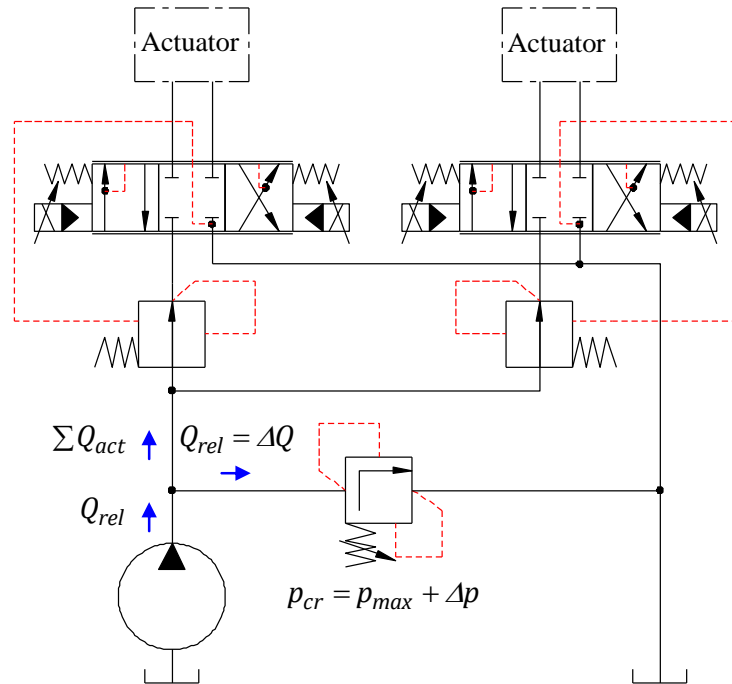 Actuator
Actuator
∑Q_act
Q_rel = ΔQ
Q_rel
p_cr = p_max + Δp